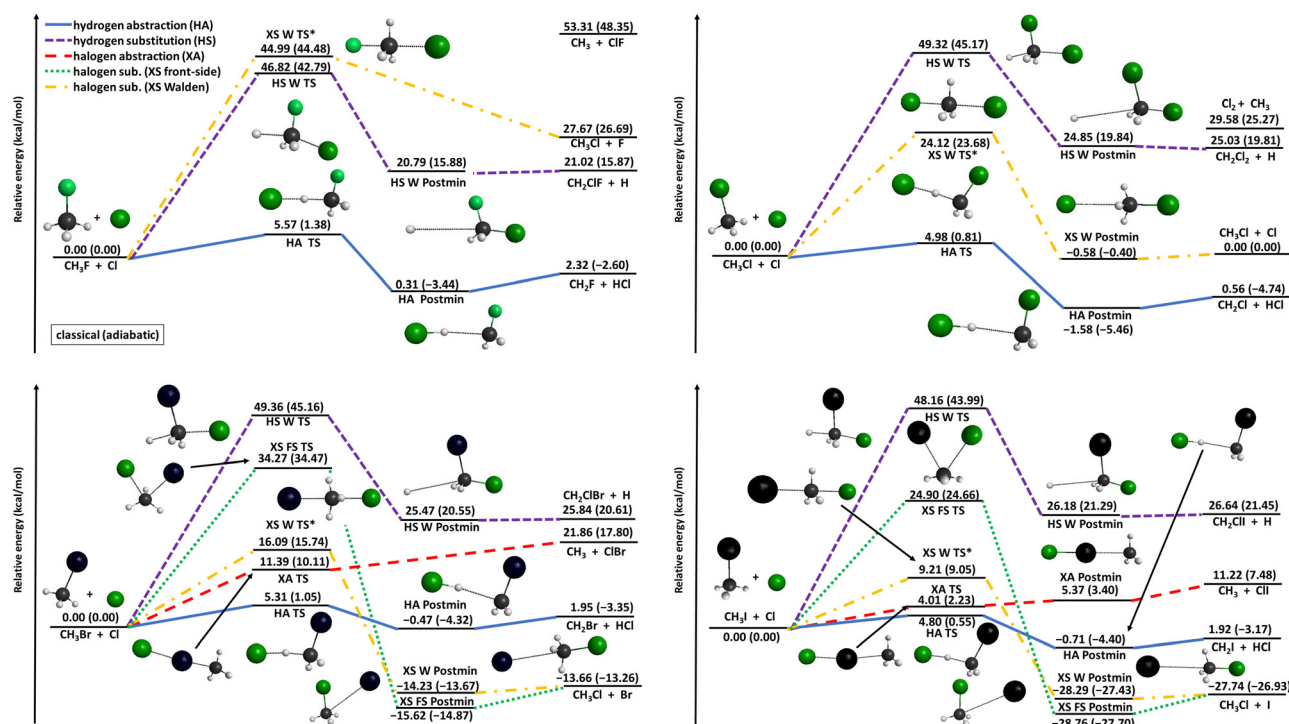 Relative energy (kcal/mol)
hydrogen abstraction (HA)
hydrogen substitution (HS)
halogen abstraction (XA)
halogen sub. (XS front-side)
halogen sub. (XS Walden)
XS W TS*
44.99 (44.48)
46.82 (42.79)
HS W TS
53.31 (48.35)
CH₃ + ClF
27.67 (26.69)
CH₃Cl + F
20.79 (15.88)
HS W Postmin
21.02 (15.87)
CH₂ClF + H
+
5.57 (1.38)
HA TS
0.00 (0.00)
CH₃F + Cl
0.31 (−3.44)
HA Postmin
2.32 (−2.60)
CH₂F + HCl
classical (adiabatic)
Relative energy (kcal/mol)
49.32 (45.17)
HS W TS
Cl₂ + CH₃
29.58 (25.27)
24.12 (23.68)
XS W TS*
24.85 (19.84)
HS W Postmin
25.03 (19.81)
CH₂Cl₂ + H
+
4.98 (0.81)
HA TS
0.00 (0.00)
CH₃Cl + Cl
XS W Postmin
−0.58 (−0.40)
CH₃Cl + Cl
0.00 (0.00)
HA Postmin
−1.58 (−5.46)
0.56 (−4.74)
CH₂Cl + HCl
Relative energy (kcal/mol)
49.36 (45.16)
HS W TS
XS FS TS
34.27 (34.47)
25.47 (20.55)
HS W Postmin
CH₂ClBr + H
25.84 (20.61)
21.86 (17.80)
CH₃ + ClBr
XS W TS*
16.09 (15.74)
11.39 (10.11)
XA TS
5.31 (1.05)
HA TS
+
0.00 (0.00)
CH₃Br + Cl
HA Postmin
−0.47 (−4.32)
1.95 (−3.35)
CH₂Br + HCl
XS W Postmin
−14.23 (−13.67)
XS FS Postmin
−15.62 (−14.87)
−13.66 (−13.26)
CH₃Cl + Br
Relative energy (kcal/mol)
48.16 (43.99)
HS W TS
24.90 (24.66)
XS FS TS
26.18 (21.29)
HS W Postmin
26.64 (21.45)
CH₂ClI + H
XS W TS*
9.21 (9.05)
XA TS
4.01 (2.23)
4.80 (0.55)
HA TS
XA Postmin
5.37 (3.40)
11.22 (7.48)
CH₃ + ClI
+
CH₃I + Cl
0.00 (0.00)
−0.71 (−4.40)
HA Postmin
1.92 (−3.17)
CH₂I + HCl
XS W Postmin
−28.29 (−27.43)
XS FS Postmin
−28.76 (−27.70)
−27.74 (−26.93)
CH₃Cl + I